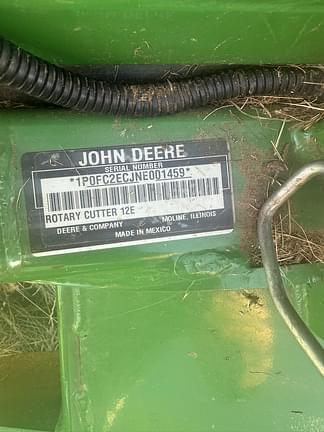 JOHN DEERE
SERIAL NUMBER
*1P0FC2ECJNE001459*
ROTARY CUTTER 12E
DEERE & COMPANY MOLINE, ILLINOIS
MADE IN MEXICO